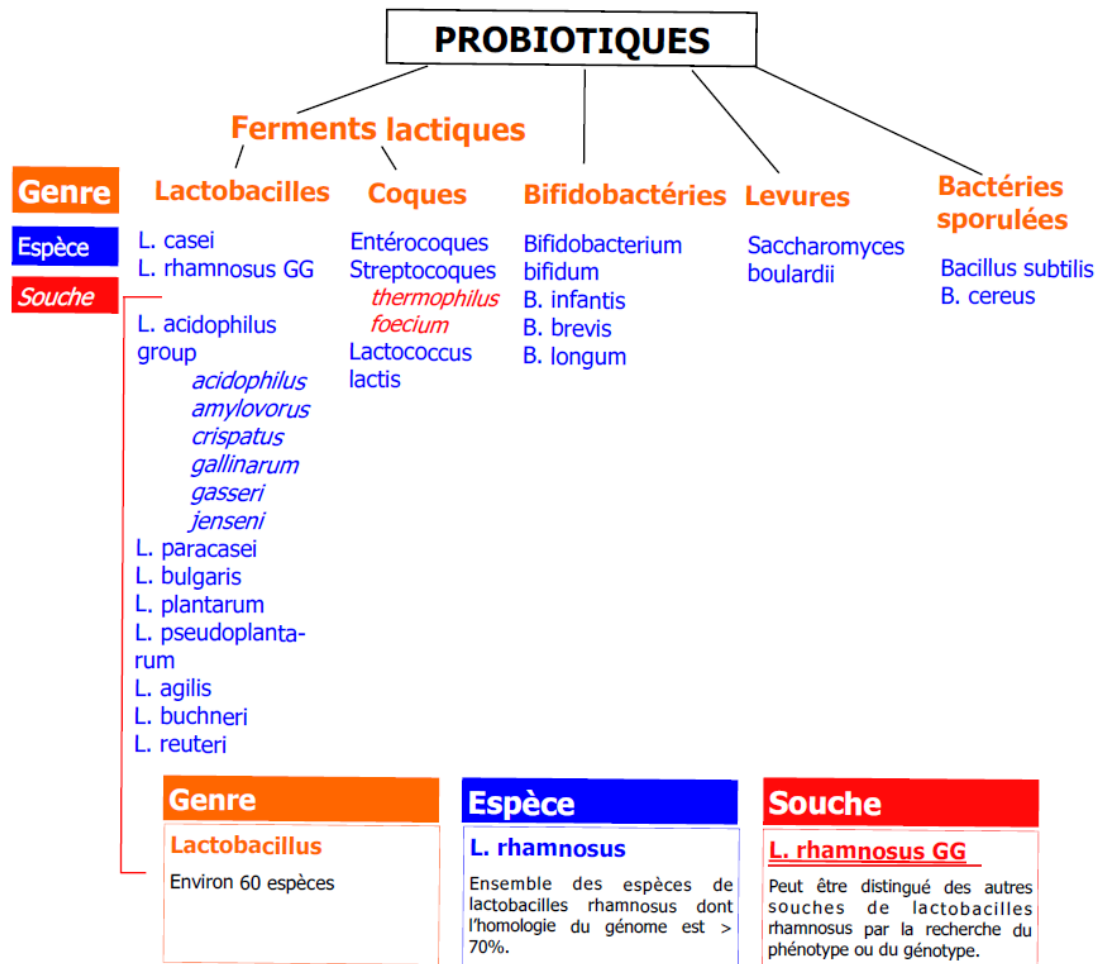 PROBIOTIQUES
Ferments lactiques
Genre
Espèce
Souche
Lactobacilles
L. casei
L. rhamnosus GG
L. acidophilus
group
acidophilus
amylovorus
crispatus
gallinarum
gasseri
jenseni
L. paracasei
L. bulgaris
L. plantarum
L. pseudoplanta-
rum
L. agilis
L. buchneri
L. reuteri
Coques
Entérocoques
Streptocoques
thermophilus
foecium
Lactococcus
lactis
Bifidobactéries
Bifidobacterium
bifidum
B. infantis
B. brevis
B. longum
Levures
Saccharomyces
boulardii
Bactéries
sporulées
Bacillus subtilis
B. cereus
Genre
Lactobacillus
Environ 60 espèces
Espèce
L. rhamnosus
Ensemble des espèces de
lactobacilles rhamnosus dont
l'homologie du génome est >
70%.
Souche
L. rhamnosus GG
Peut être distingué des autres
souches de lactobacilles
rhamnosus par la recherche du
phénotype ou du génotype.